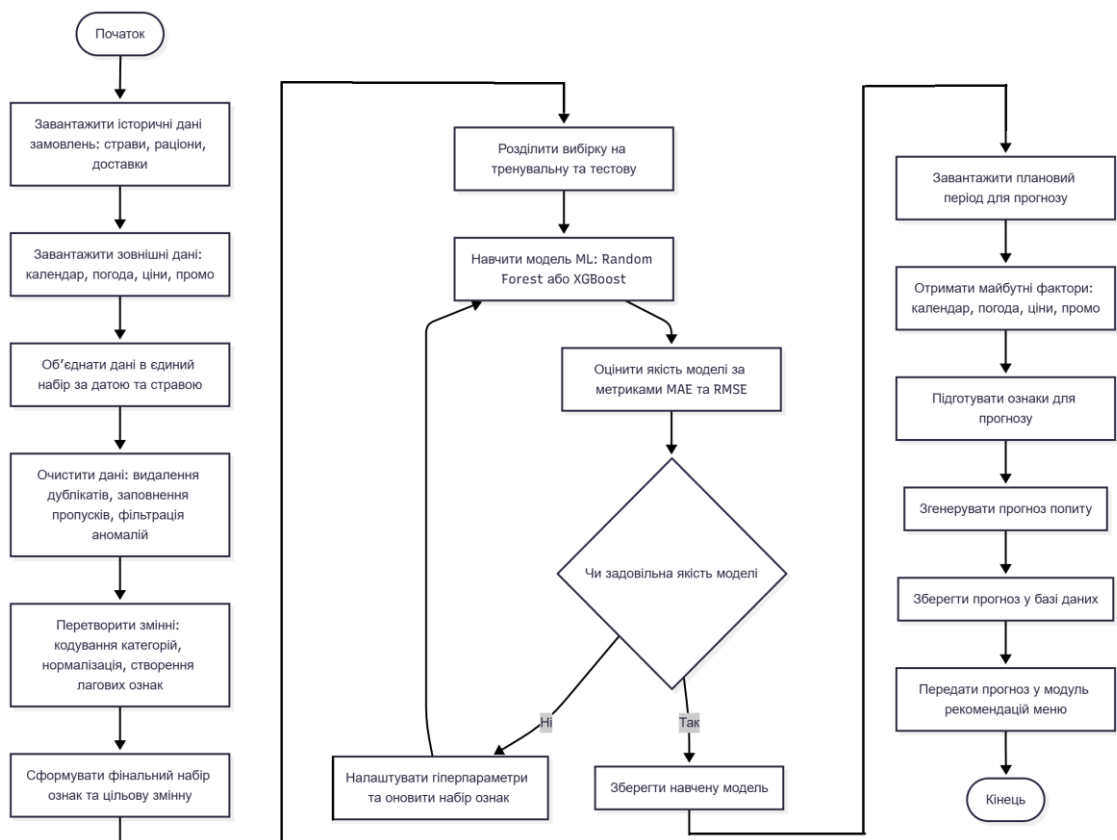 Початок
Завантажити історичні дані
замовлень: страви, раціони,
доставки
Завантажити зовнішні дані:
календар, погода, ціни, промо
Об’єднати дані в єдиний
набір за датою та стравою
Очистити дані: видалення
дублікатів, заповнення
пропусків, фільтрація
аномалій
Перетворити змінні:
кодування категорій,
нормалізація, створення
лагових ознак
Сформувати фінальний набір
ознак та цільову змінну
Розділити вибірку на
тренувальну та тестову
Навчити модель ML: Random
Forest або XGBoost
Оцінити якість моделі за
метриками MAE та RMSE
Чи задовільна якість моделі
Ні
Так
Налаштувати гіперпараметри
та оновити набір ознак
Зберегти навчену модель
Завантажити плановий
період для прогнозу
Отримати майбутні фактори:
календар, погода, ціни, промо
Підготувати ознаки для
прогнозу
Згенерувати прогноз попиту
Зберегти прогноз у базі даних
Передати прогноз у модуль
рекомендацій меню
Кінець